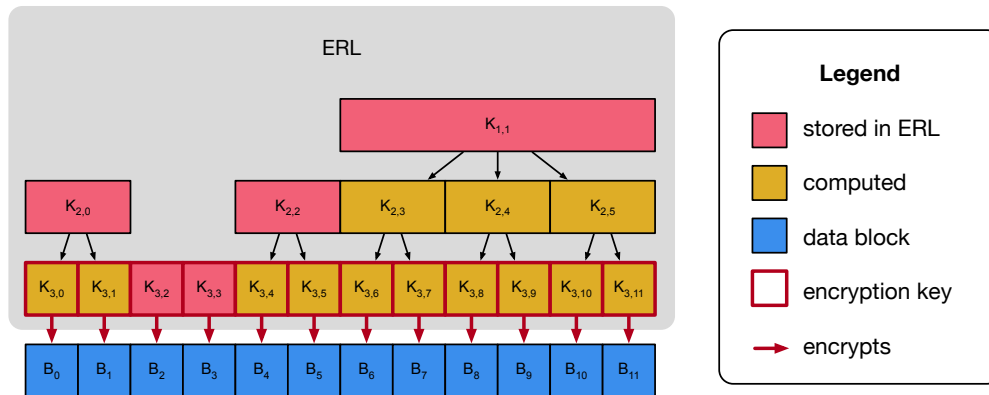 ERL
K1,1
K2,0 K2,2 K2,3 K2,4 K2,5
K3,0 K3,1 K3,2 K3,3 K3,4 K3,5 K3,6 K3,7 K3,8 K3,9 K3,10 K3,11
B0 B1 B2 B3 B4 B5 B6 B7 B8 B9 B10 B11
Legend
stored in ERL
computed
data block
encryption key
encrypts